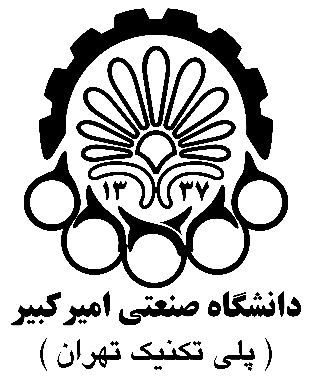 ۱۳ ۳۷
دانشگاه صنعتی امیرکبیر
( پلی تکنیک تهران )